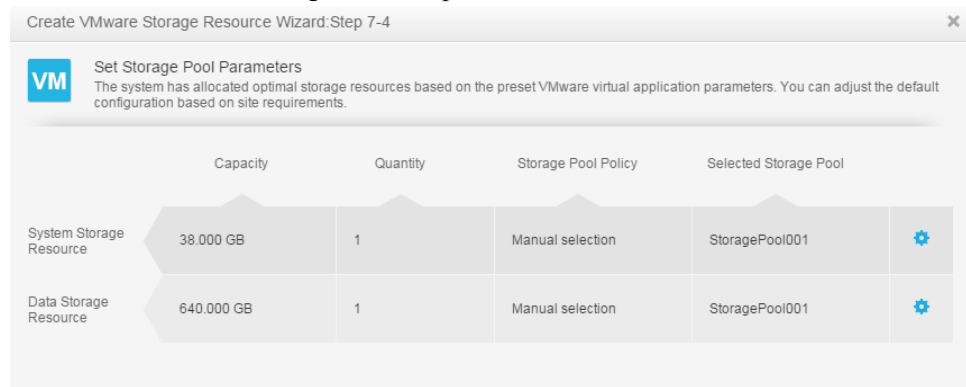 Create VMware Storage Resource Wizard:Step 7-4
VM
Set Storage Pool Parameters
The system has allocated optimal storage resources based on the preset VMware virtual application parameters. You can adjust the default
configuration based on site requirements.
Capacity Quantity Storage Pool Policy Selected Storage Pool
System Storage
Resource
38.000 GB 1 Manual selection StoragePool001
Data Storage
Resource
640.000 GB 1 Manual selection StoragePool001